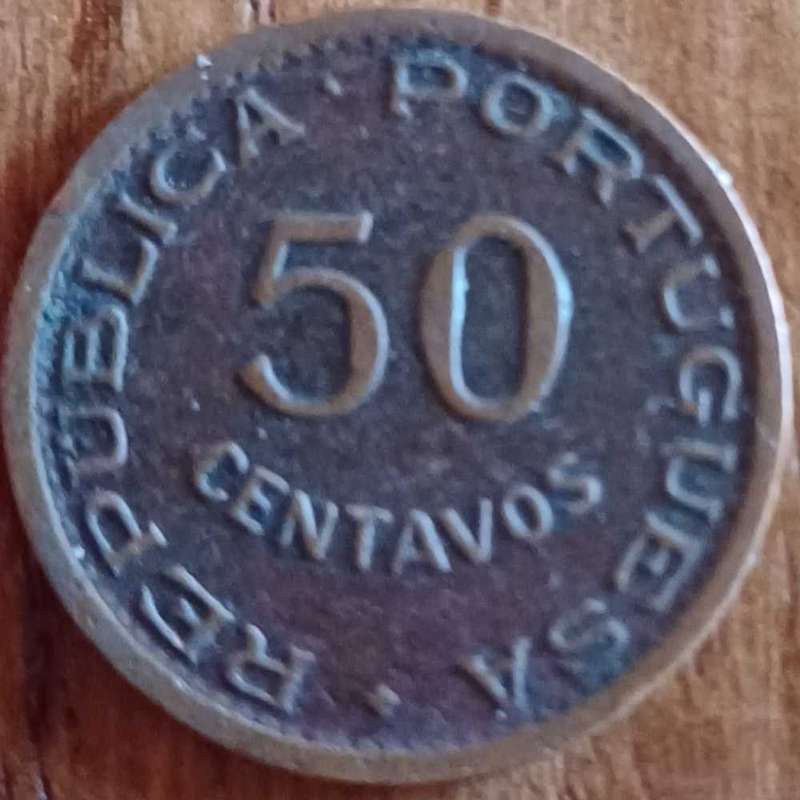 REPUBLICA · PORTUGUESA ·
50
CENTAVOS